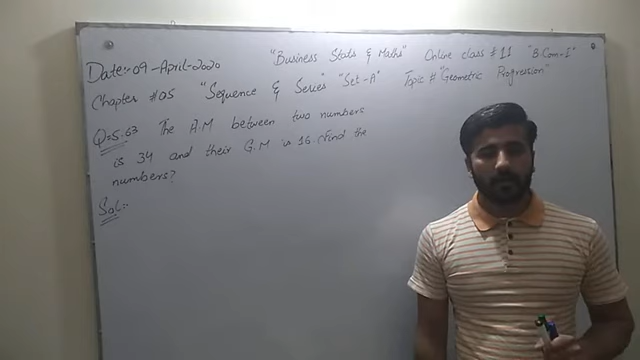 "Business Stats & Maths" Online class # 11 "B.Com-I"
Date:- 09-April-2020
Chapter #05 "Sequence & Series" "Set-A" Topic # "Geometric Progression"
Q=5.63 The A.M between two numbers
is 34 and their G.M is 16. Find the
numbers?
Sol:-